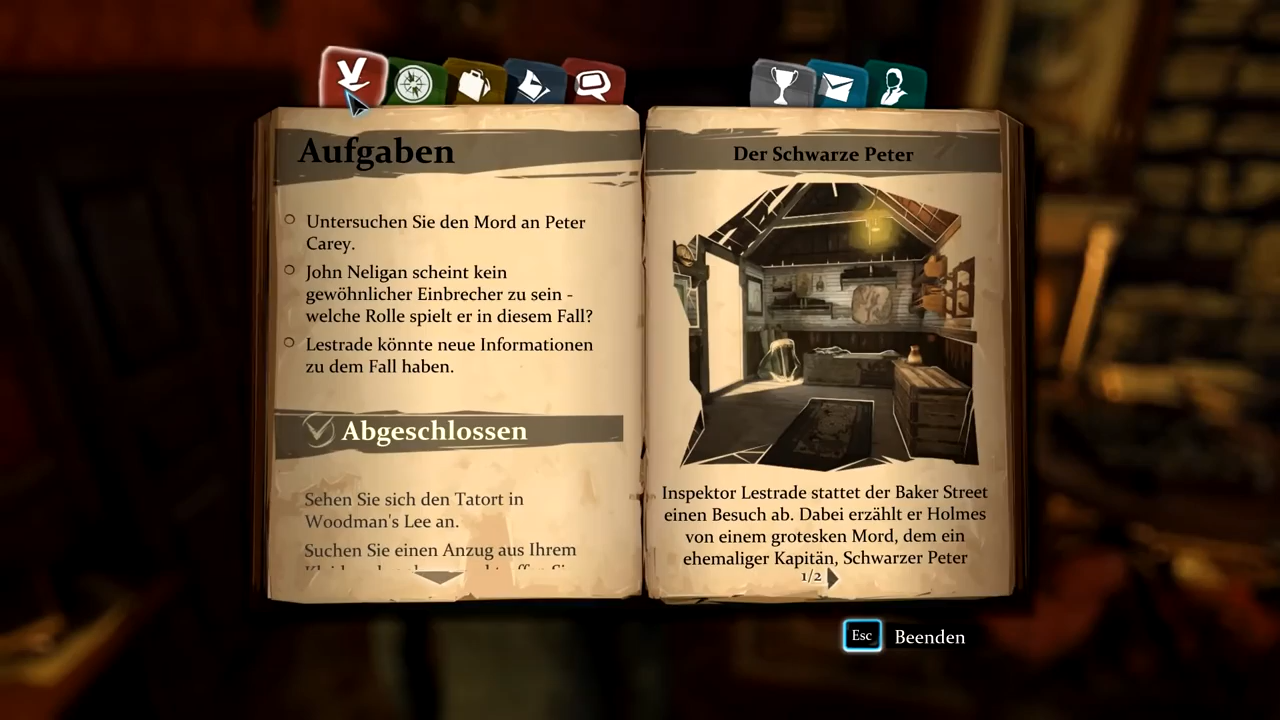 Aufgaben
Untersuchen Sie den Mord an Peter
Carey.
John Neligan scheint kein
gewöhnlicher Einbrecher zu sein -
welche Rolle spielt er in diesem Fall?
Lestrade könnte neue Informationen
zu dem Fall haben.
Abgeschlossen
Sehen Sie sich den Tatort in
Woodman's Lee an.
Suchen Sie einen Anzug aus Ihrem
Der Schwarze Peter
Inspektor Lestrade stattet der Baker Street
einen Besuch ab. Dabei erzählt er Holmes
von einem grotesken Mord, dem ein
ehemaliger Kapitän, Schwarzer Peter
1/2
Esc Beenden